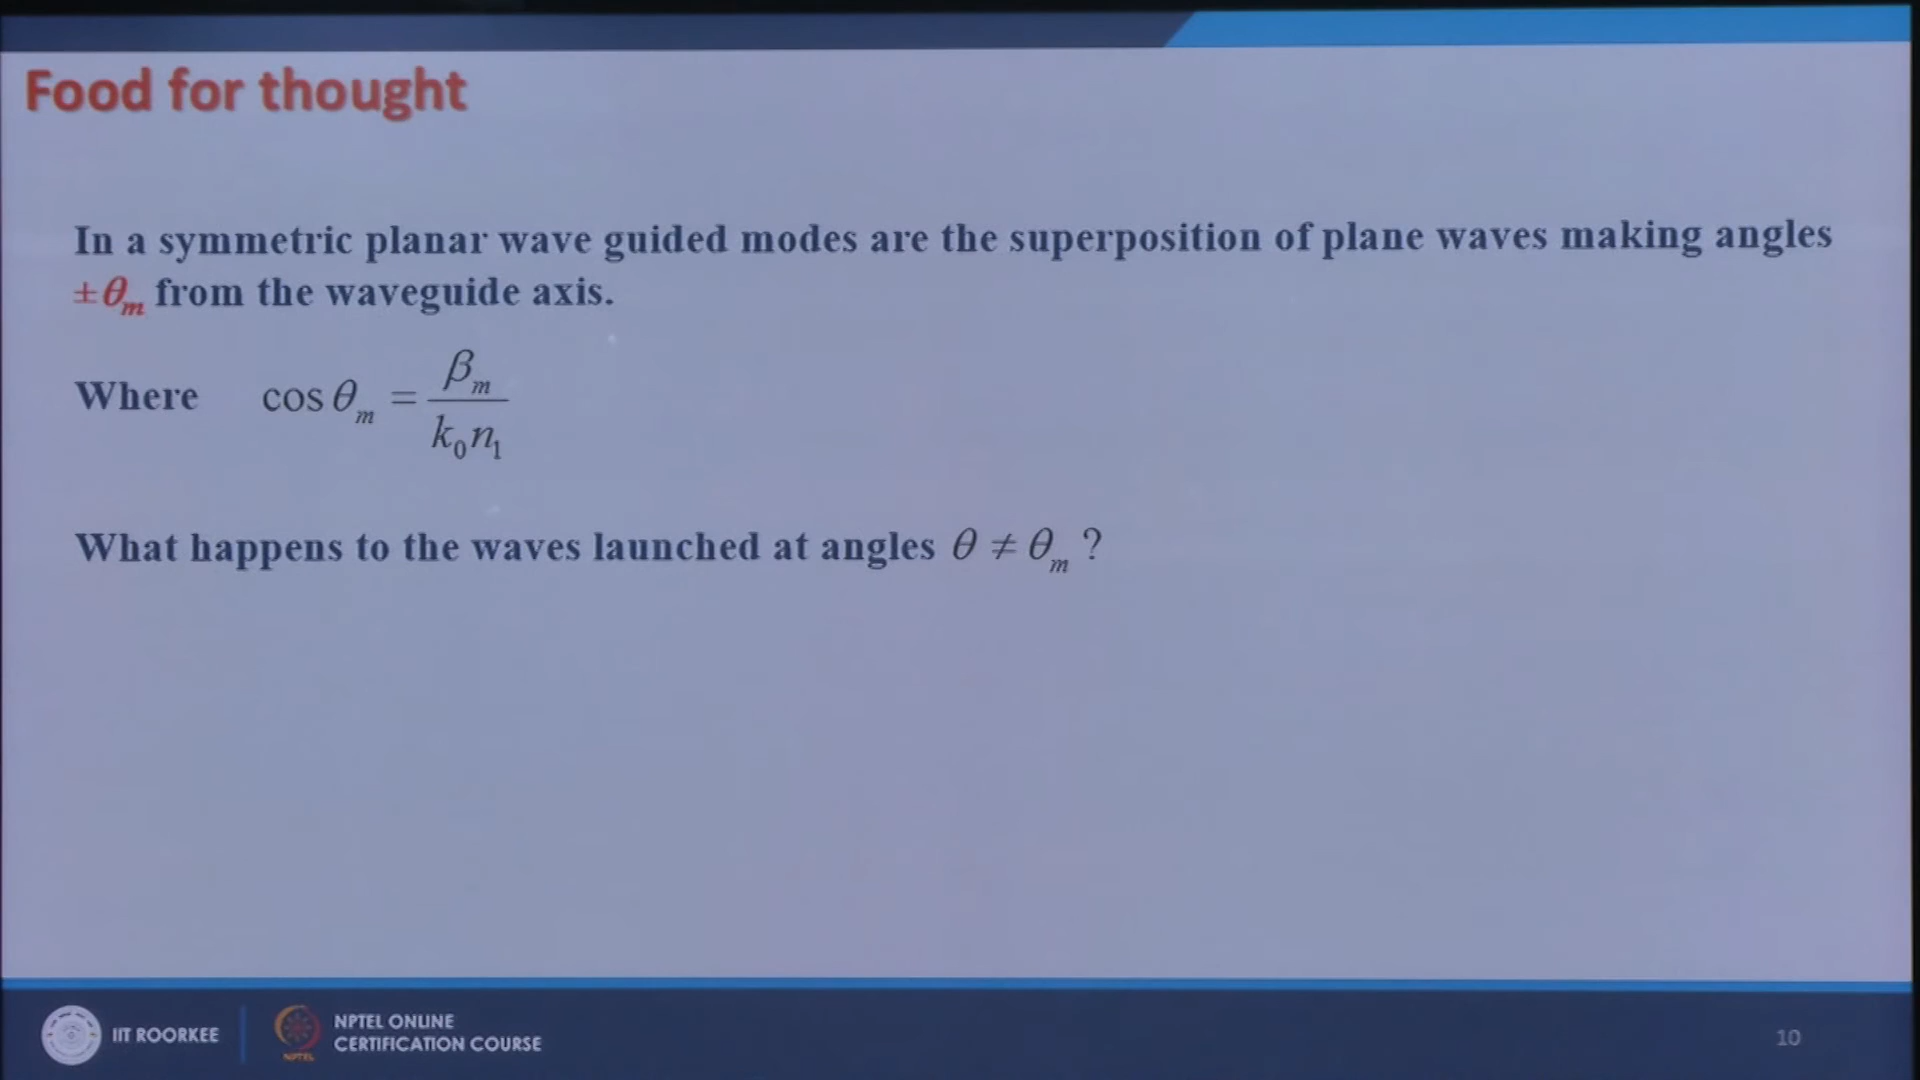 Food for thought
In a symmetric planar wave guided modes are the superposition of plane waves making angles
±θₘ from the waveguide axis.
Where cos θₘ = βₘ / k₀n₁
What happens to the waves launched at angles θ ≠ θₘ ?
IIT ROORKEE
NPTEL
NPTEL ONLINE
CERTIFICATION COURSE
10